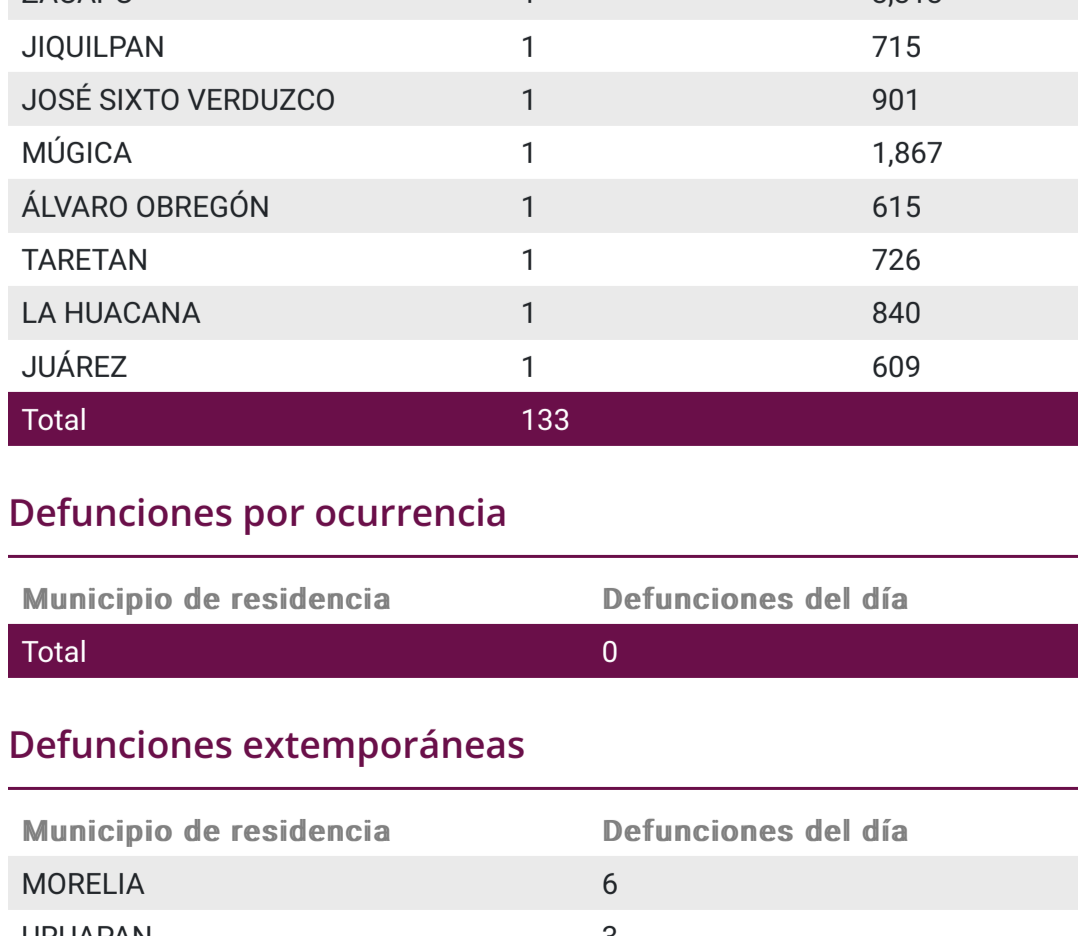 JIQUILPAN 1 715
JOSÉ SIXTO VERDUZCO 1 901
MÚGICA 1 1,867
ÁLVARO OBREGÓN 1 615
TARETAN 1 726
LA HUACANA 1 840
JUÁREZ 1 609
Total 133
Defunciones por ocurrencia
Municipio de residencia Defunciones del día
Total 0
Defunciones extemporáneas
Municipio de residencia Defunciones del día
MORELIA 6
URUAPAN 3